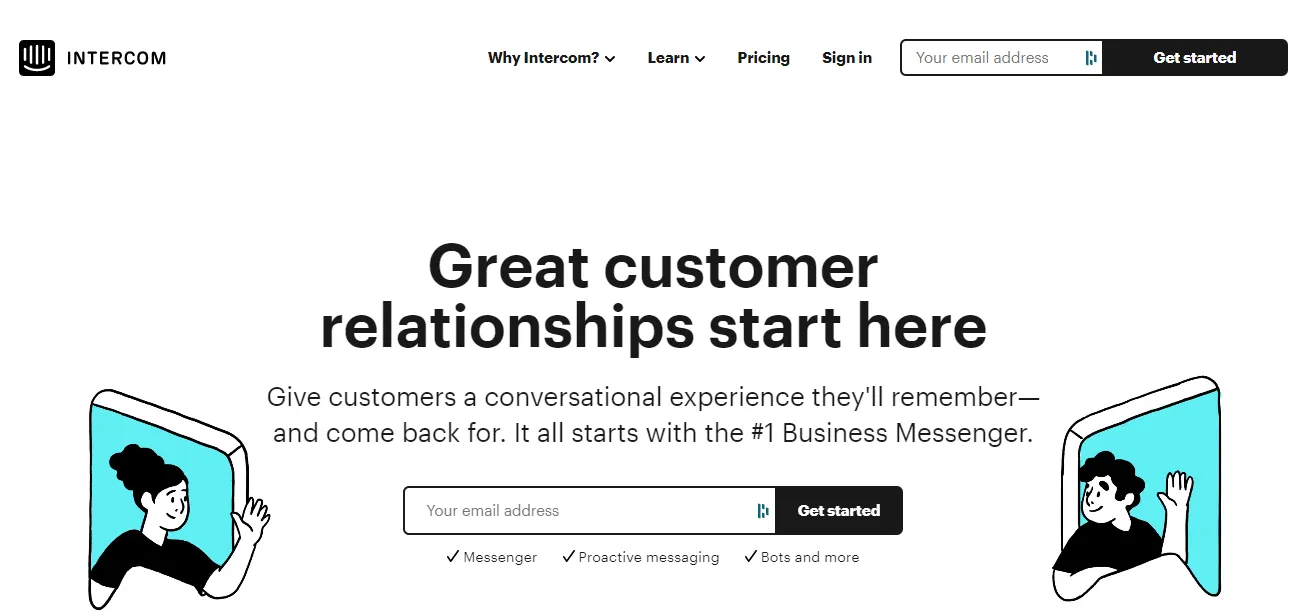 INTERCOM
Why Intercom? Learn Pricing Sign in Your email address Get started
Great customer
relationships start here
Give customers a conversational experience they'll remember—
and come back for. It all starts with the #1 Business Messenger.
Your email address Get started
✓ Messenger ✓ Proactive messaging ✓ Bots and more